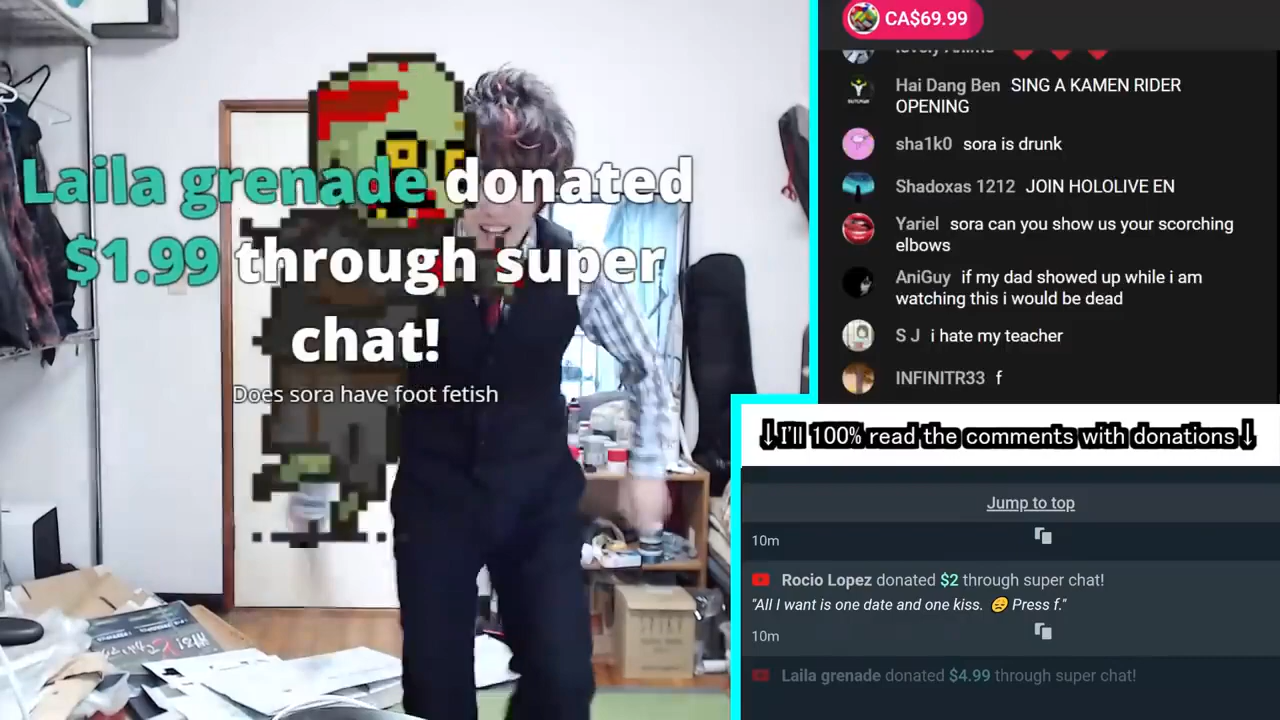 Laila grenade donated
$1.99 through super
chat!
Does sora have foot fetish
CA$69.99
lovely Anime
Hai Dang Ben SING A KAMEN RIDER
OPENING
sha1k0 sora is drunk
Shadoxas 1212 JOIN HOLOLIVE EN
Yariel sora can you show us your scorching
elbows
AniGuy if my dad showed up while i am
watching this i would be dead
S J i hate my teacher
INFINITR33 f
↓I'll 100% read the comments with donations↓
Jump to top
10m
Rocio Lopez donated $2 through super chat!
"All I want is one date and one kiss. 😔 Press f."
10m
Laila grenade donated $4.99 through super chat!